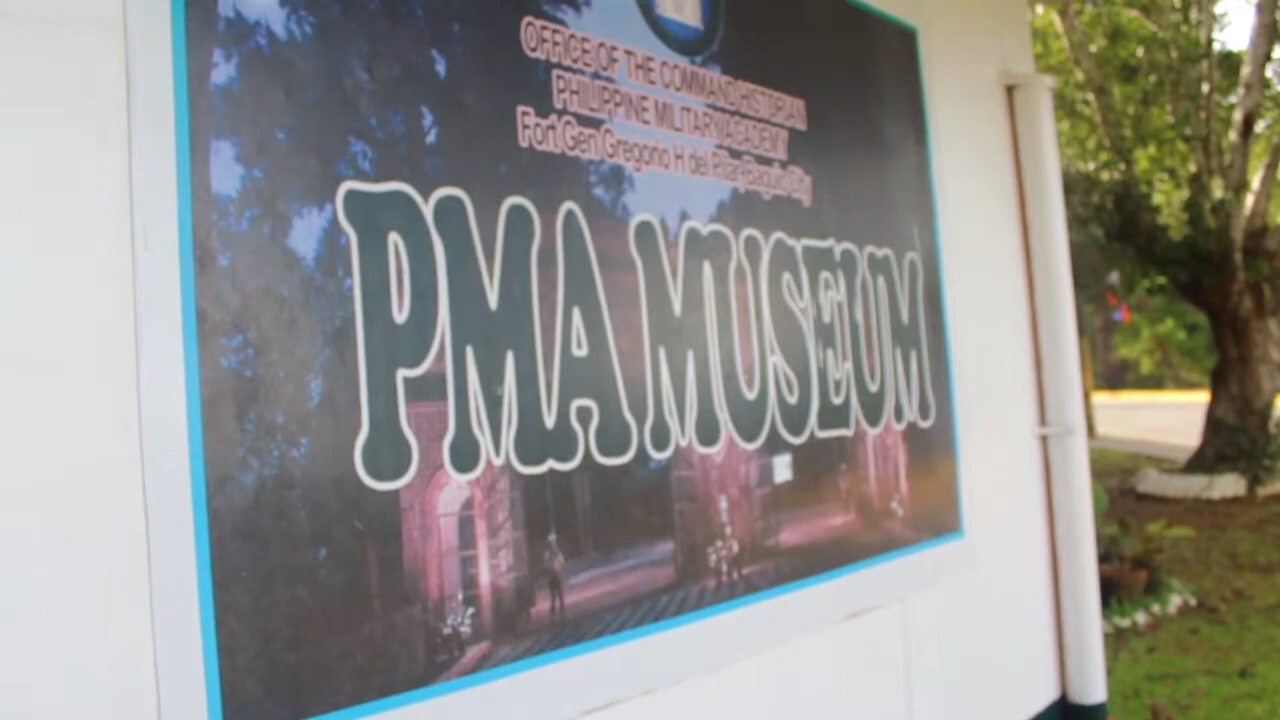 OFFICE OF THE COMMAND HISTORIAN
PHILIPPINE MILITARY ACADEMY
Fort Gen Gregorio H del Pilar Baguio City
PMA MUSEUM